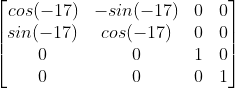 cos(-17) -sin(-17) 0 0
sin(-17) cos(-17) 0 0
0 0 1 0
0 0 0 1